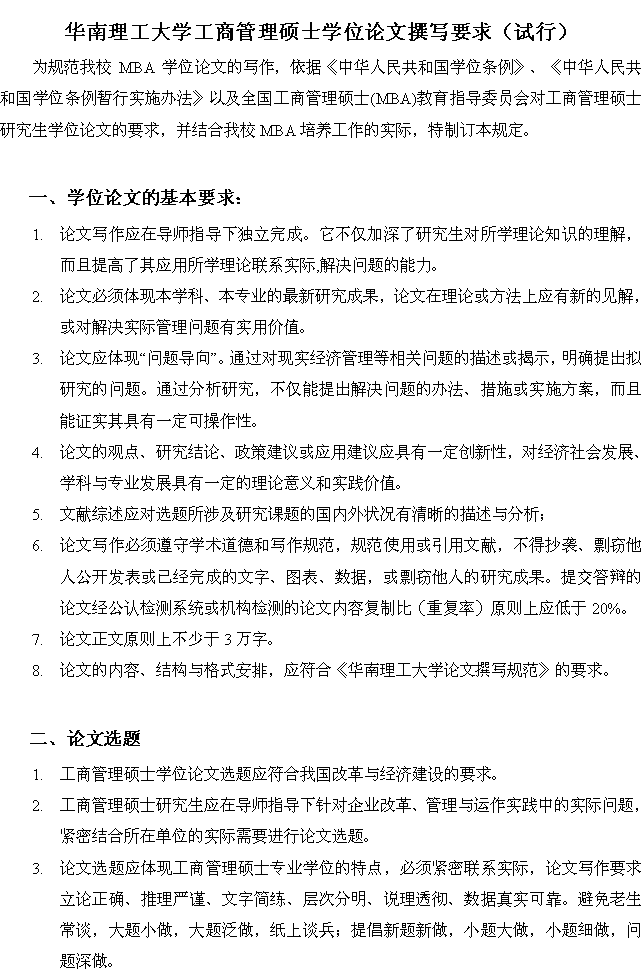 华南理工大学工商管理硕士学位论文撰写要求（试行）
为规范我校 MBA 学位论文的写作，依据《中华人民共和国学位条例》、《中华人民共
和国学位条例暂行实施办法》以及全国工商管理硕士(MBA)教育指导委员会对工商管理硕士
研究生学位论文的要求，并结合我校 MBA 培养工作的实际，特制订本规定。
一、学位论文的基本要求：
1. 论文写作应在导师指导下独立完成。它不仅加深了研究生对所学理论知识的理解，
而且提高了其应用所学理论联系实际,解决问题的能力。
2. 论文必须体现本学科、本专业的最新研究成果，论文在理论或方法上应有新的见解，
或对解决实际管理问题有实用价值。
3. 论文应体现“问题导向”。通过对现实经济管理等相关问题的描述或揭示，明确提出拟
研究的问题。通过分析研究，不仅能提出解决问题的办法、措施或实施方案，而且
能证实其具有一定可操作性。
4. 论文的观点、研究结论、政策建议或应用建议应具有一定创新性，对经济社会发展、
学科与专业发展具有一定的理论意义和实践价值。
5. 文献综述应对选题所涉及研究课题的国内外状况有清晰的描述与分析；
6. 论文写作必须遵守学术道德和写作规范，规范使用或引用文献，不得抄袭、剽窃他
人公开发表或已经完成的文字、图表、数据，或剽窃他人的研究成果。提交答辩的
论文经公认检测系统或机构检测的论文内容复制比（重复率）原则上应低于 20%。
7. 论文正文原则上不少于 3 万字。
8. 论文的内容、结构与格式安排，应符合《华南理工大学论文撰写规范》的要求。
二、论文选题
1. 工商管理硕士学位论文选题应符合我国改革与经济建设的要求。
2. 工商管理硕士研究生应在导师指导下针对企业改革、管理与运作实践中的实际问题，
紧密结合所在单位的实际需要进行论文选题。
3. 论文选题应体现工商管理硕士专业学位的特点，必须紧密联系实际，论文写作要求
立论正确、推理严谨、文字简练、层次分明、说理透彻、数据真实可靠。避免老生
常谈，大题小做，大题泛做，纸上谈兵；提倡新题新做，小题大做，小题细做，问
题深做。